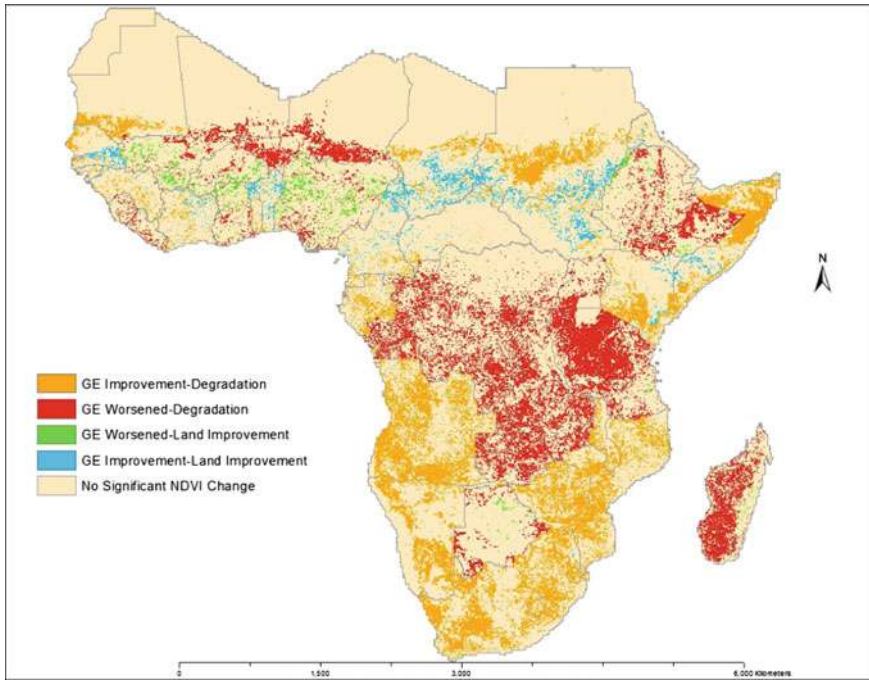 N
GE Improvement-Degradation
GE Worsened-Degradation
GE Worsened-Land Improvement
GE Improvement-Land Improvement
No Significant NDVI Change
0 1,500 3,000 6,000 Kilometers